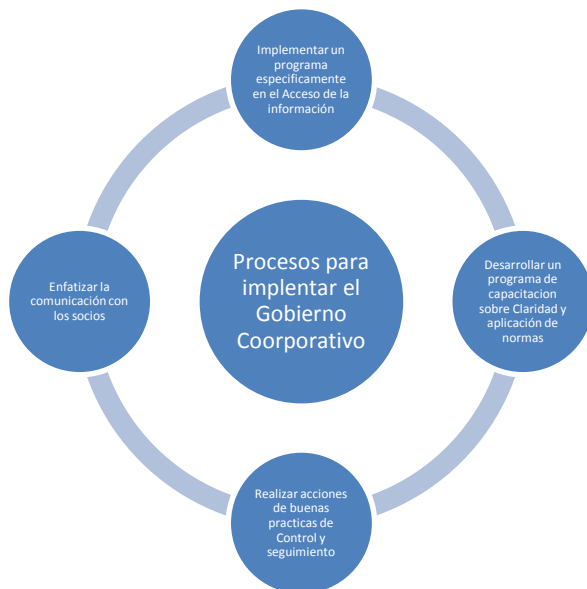 Implementar un
programa
especificamente
en el Acceso de la
información
Enfatizar la
comunicación con
los socios
Procesos para
implentar el
Gobierno
Coorporativo
Desarrollar un
programa de
capacitacion
sobre Claridad y
aplicación de
normas
Realizar acciones
de buenas
practicas de
Control y
seguimiento